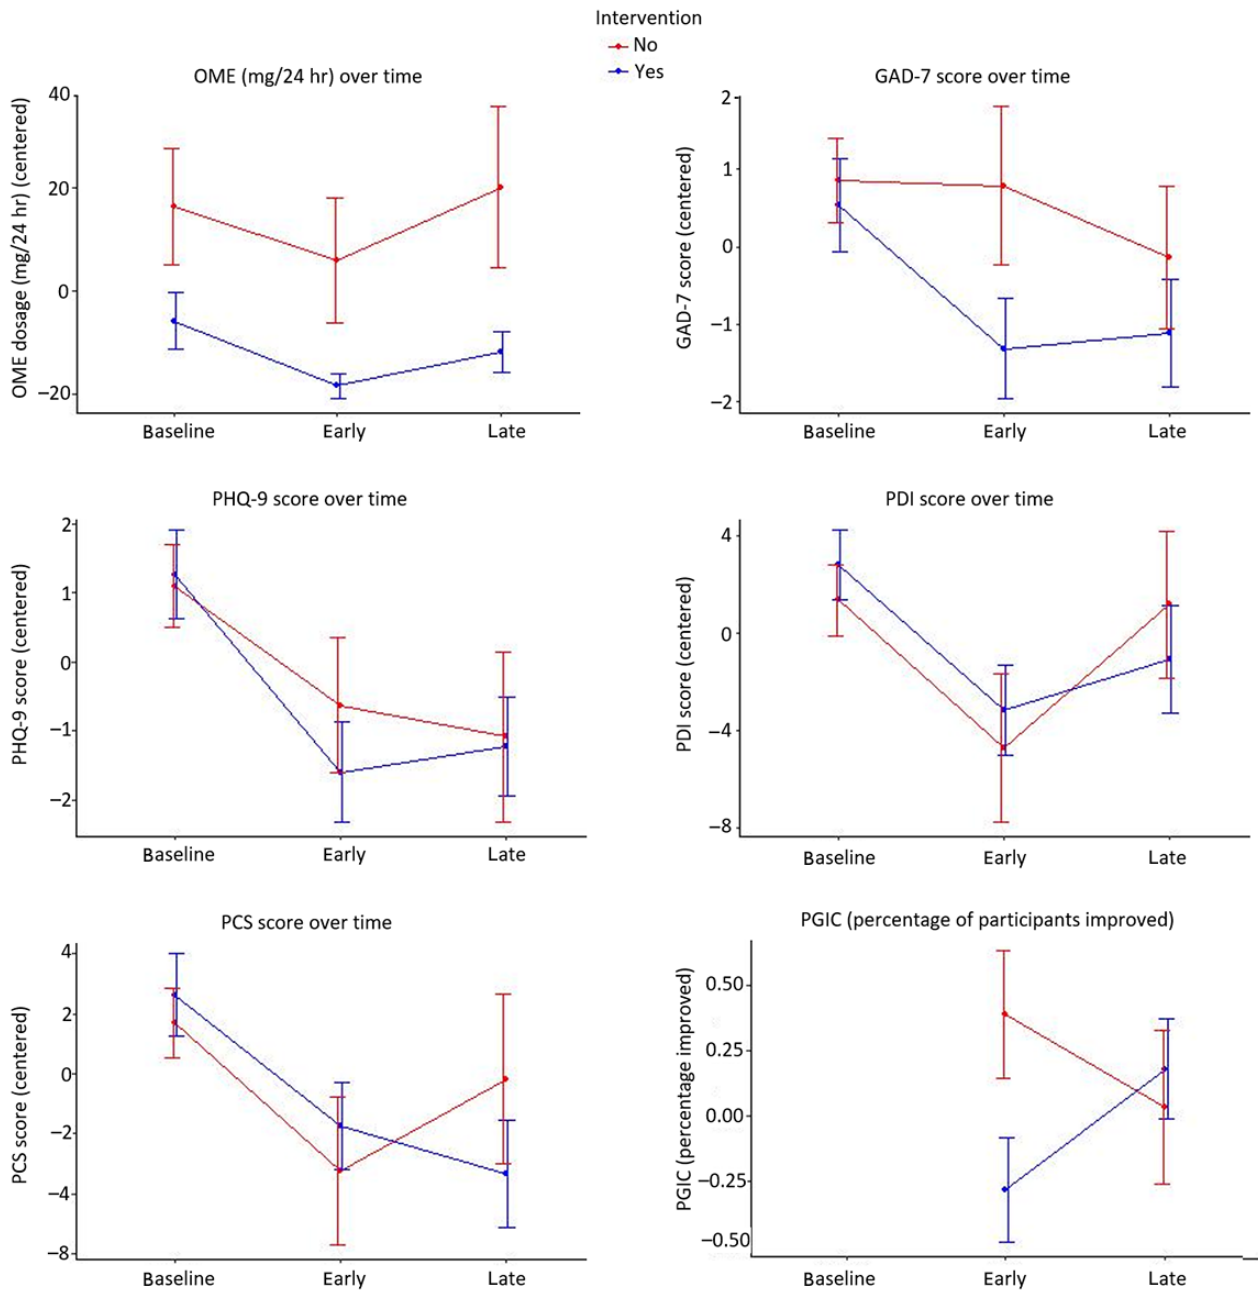 Intervention
No
Yes
OME (mg/24 hr) over time
OME dosage (mg/24 hr) (centered)
40
20
0
−20
Baseline Early Late
GAD-7 score over time
GAD-7 score (centered)
2
1
0
−1
−2
Baseline Early Late
PHQ-9 score over time
PHQ-9 score (centered)
2
1
0
−1
−2
Baseline Early Late
PDI score over time
PDI score (centered)
4
0
−4
−8
Baseline Early Late
PCS score over time
PCS score (centered)
4
2
0
−2
−4
−8
Baseline Early Late
PGIC (percentage of participants improved)
PGIC (percentage improved)
0.50
0.25
0.00
−0.25
−0.50
Baseline Early Late